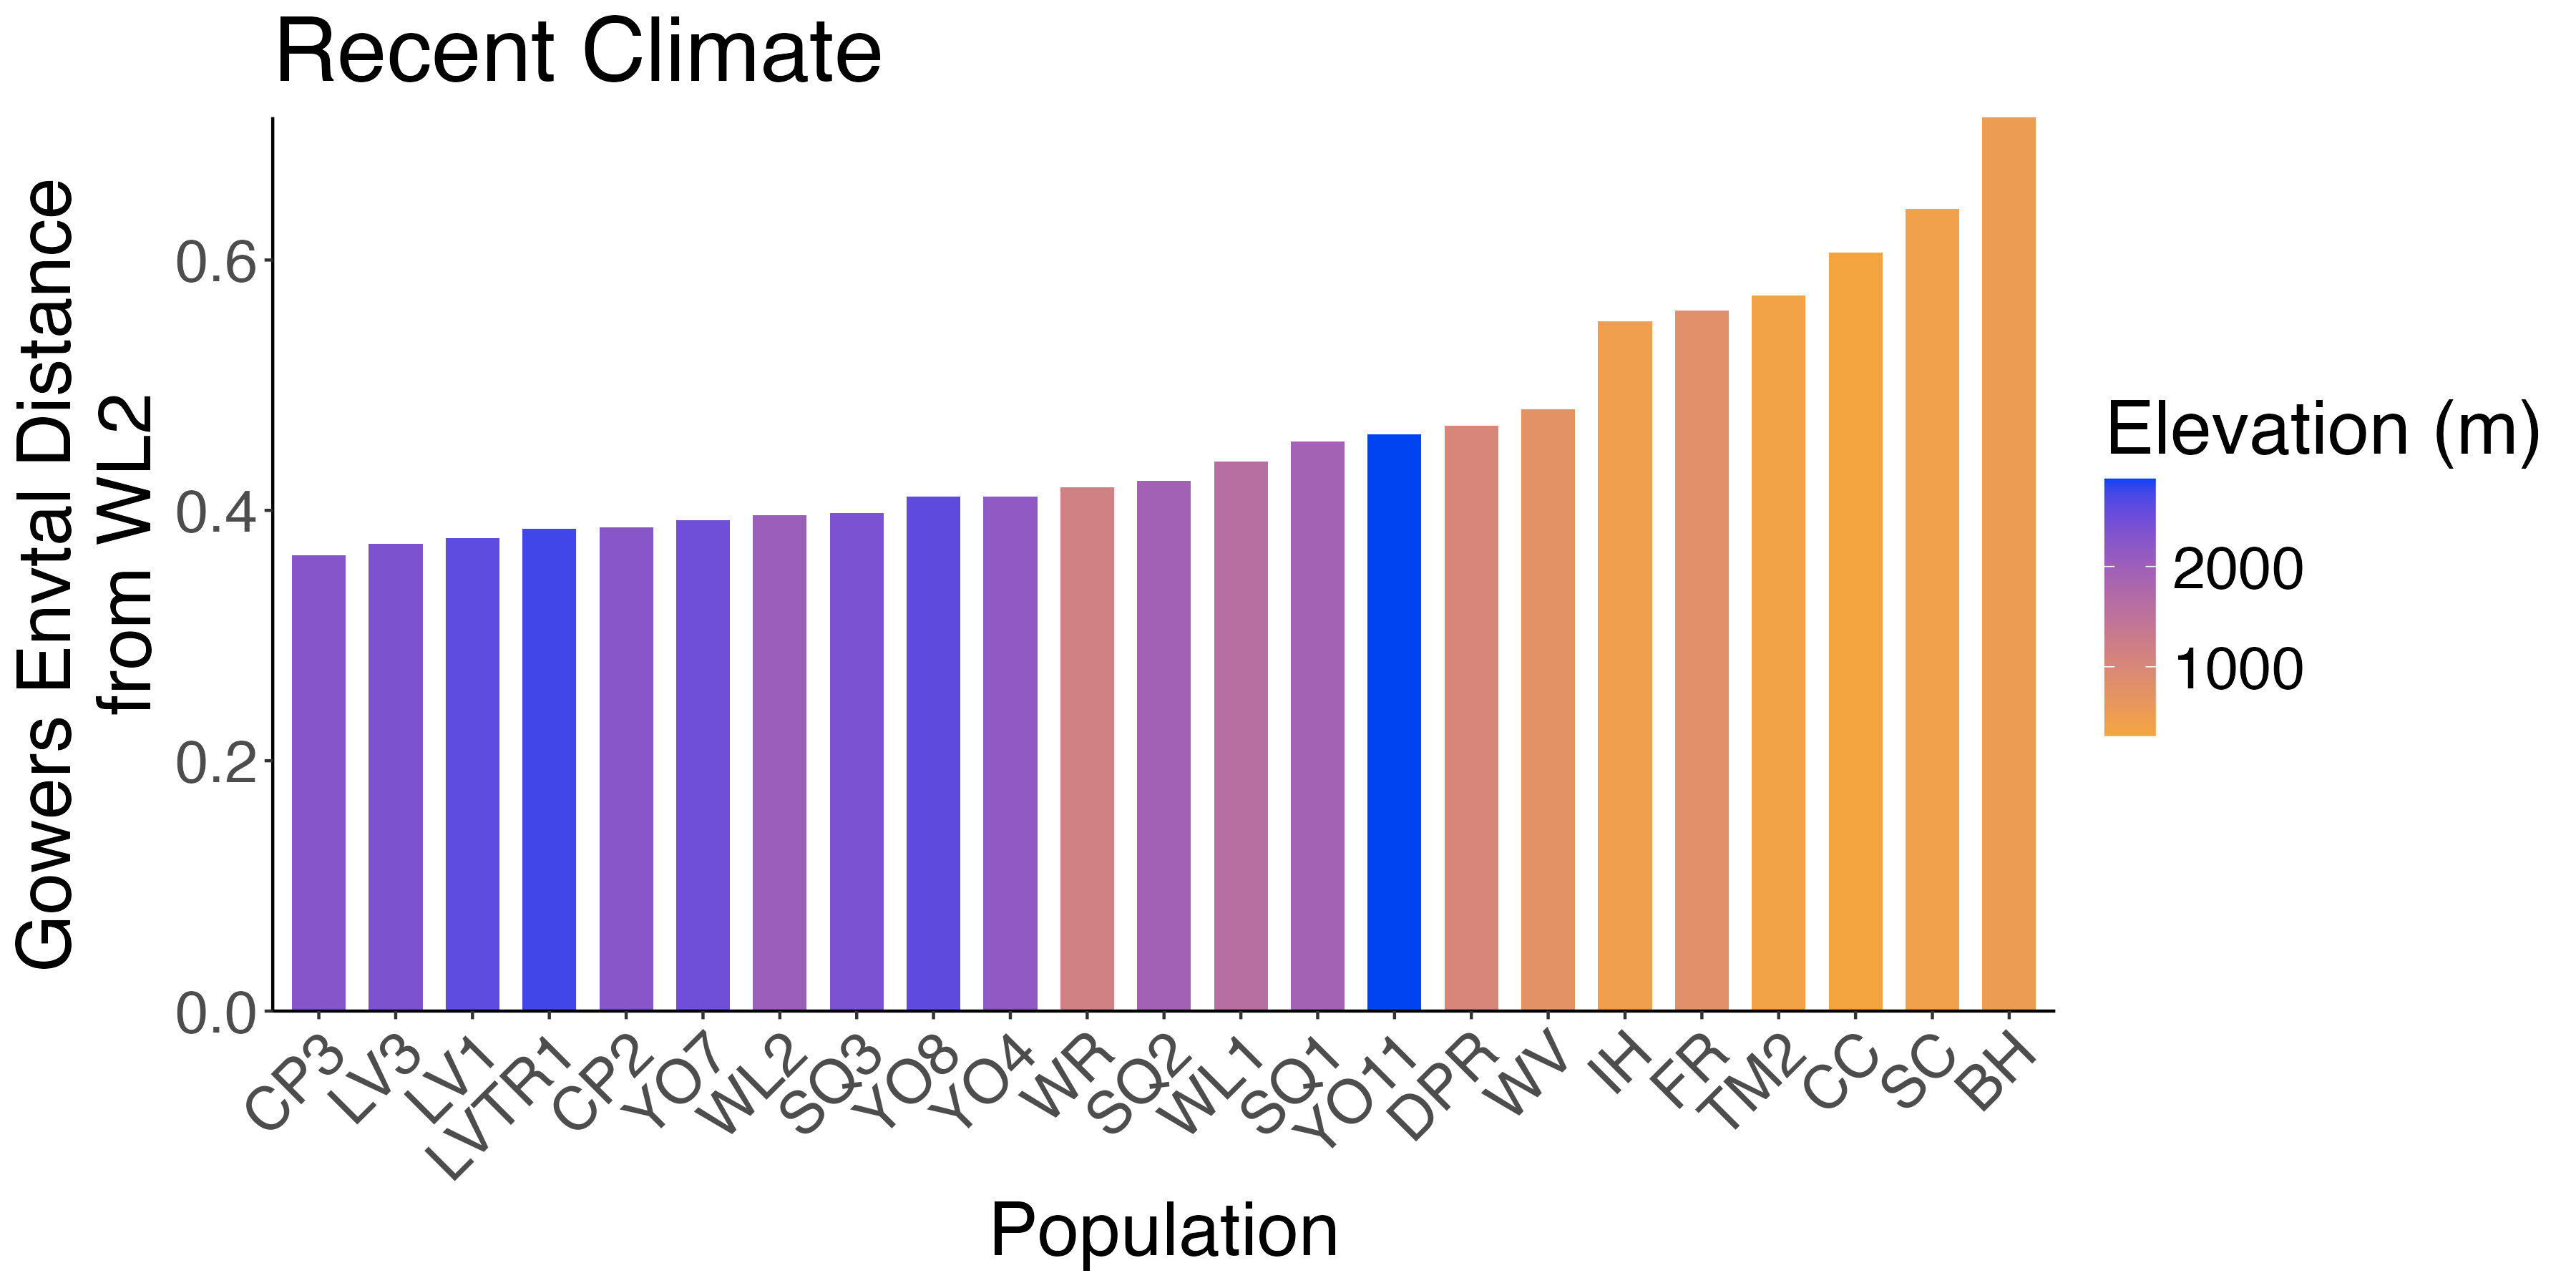 Recent Climate
Gowers Envtal Distance
from WL2
0.6
0.4
0.2
0.0
CP3
LV3
LV1
LVTR1
CP2
YO7
WL2
SQ3
YO8
YO4
WR
SQ2
WL1
SQ1
YO11
DPR
WV
IH
FR
TM2
CC
SC
BH
Population
Elevation (m)
2000
1000